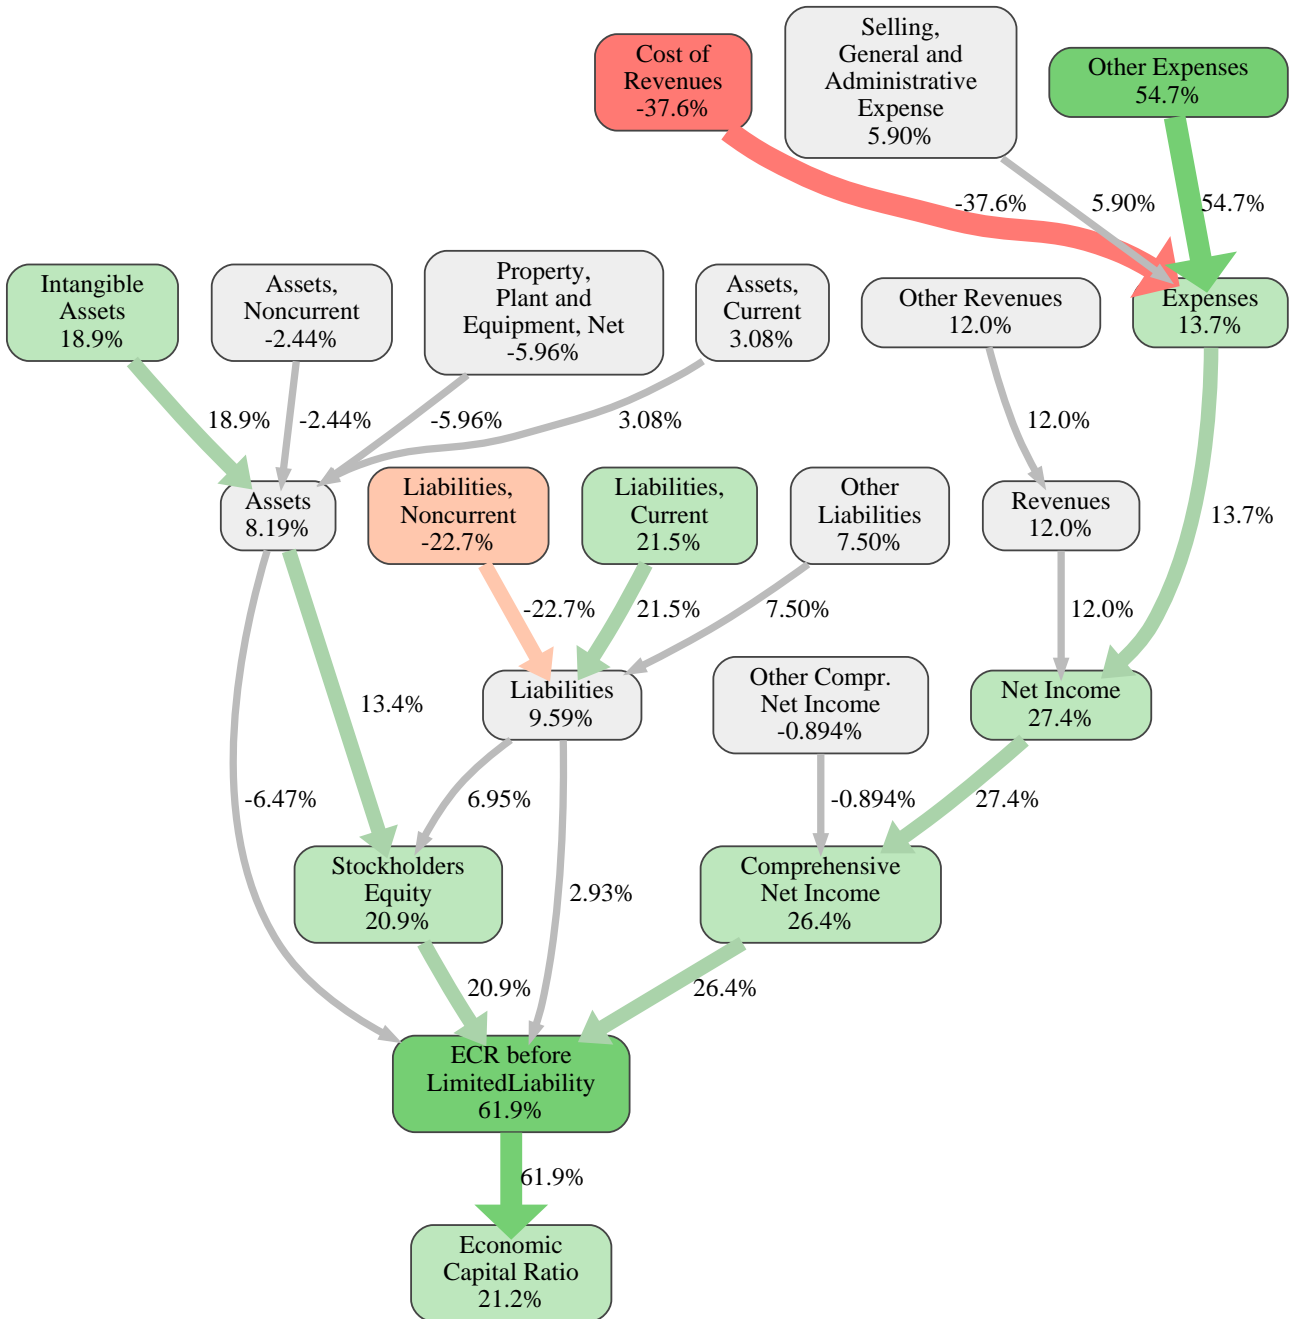 Cost of
Revenues
-37.6%
Selling,
General and
Administrative
Expense
5.90%
Other Expenses
54.7%
-37.6%
5.90%
54.7%
Intangible
Assets
18.9%
Assets,
Noncurrent
-2.44%
Property,
Plant and
Equipment, Net
-5.96%
Assets,
Current
3.08%
Other Revenues
12.0%
Expenses
13.7%
18.9%
-2.44%
-5.96%
3.08%
12.0%
13.7%
Assets
8.19%
Liabilities,
Noncurrent
-22.7%
Liabilities,
Current
21.5%
Other
Liabilities
7.50%
Revenues
12.0%
-22.7%
21.5%
7.50%
12.0%
13.4%
Liabilities
9.59%
Other Compr.
Net Income
-0.894%
Net Income
27.4%
-6.47%
6.95%
2.93%
-0.894%
27.4%
Stockholders
Equity
20.9%
Comprehensive
Net Income
26.4%
20.9%
26.4%
ECR before
LimitedLiability
61.9%
61.9%
Economic
Capital Ratio
21.2%